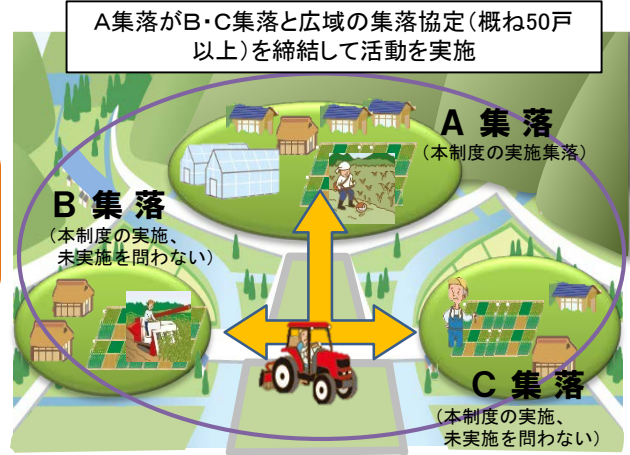 A集落がB・C集落と広域の集落協定(概ね50戸
以上)を締結して活動を実施
A 集 落
(本制度の実施集落)
B 集 落
(本制度の実施、
未実施を問わない)
C 集 落
(本制度の実施、
未実施を問わない)